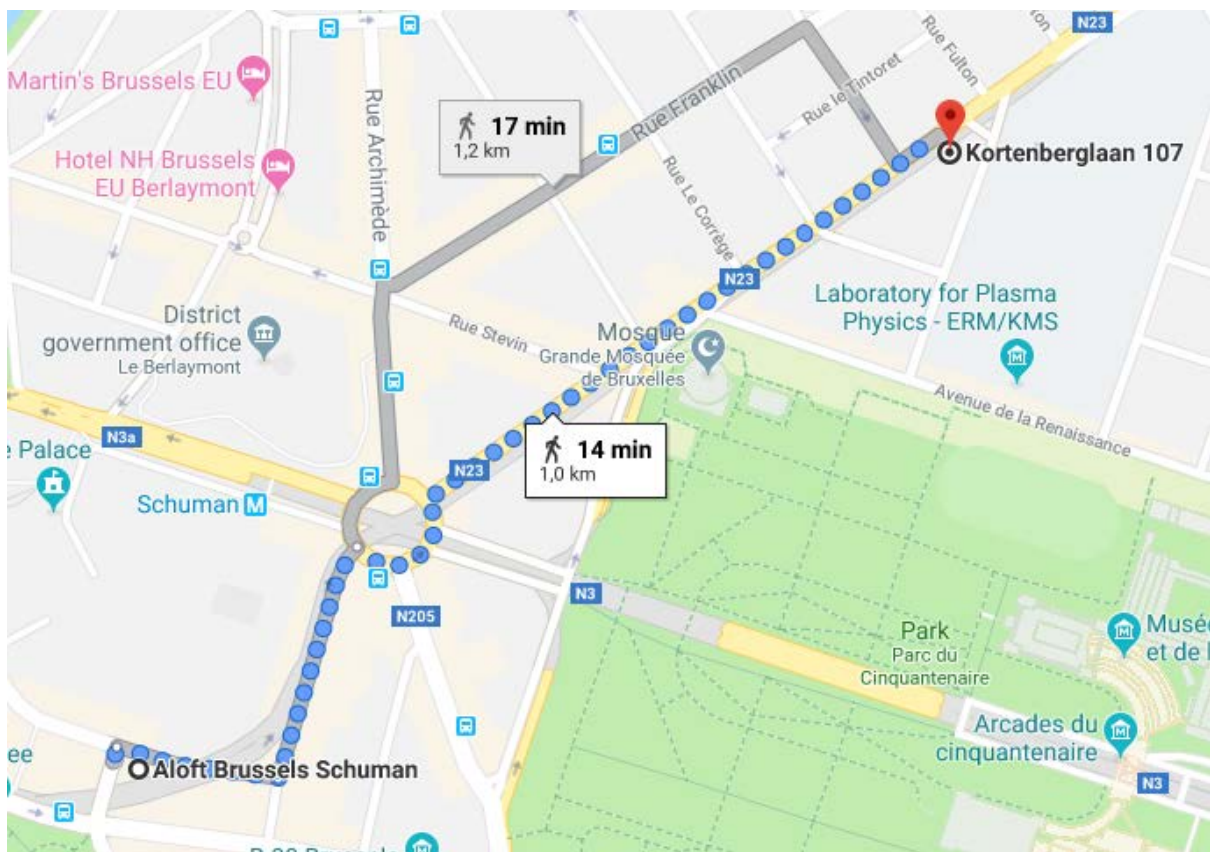 N23
Martin's Brussels EU
Rue Archimède
Rue Franklin
Rue Fulton
Rue le Tintoret
17 min
1,2 km
Hotel NH Brussels
EU Berlaymont
Kortenberglaan 107
Rue Le Corrège
N23
District
government office
Le Berlaymont
Rue Stevin
Mosque
Grande Mosquée
de Bruxelles
Laboratory for Plasma
Physics - ERM/KMS
Avenue de la Renaissance
N3a
e Palace
N23
14 min
1,0 km
Schuman M
N3
N205
Park
Parc du
Cinquantenaire
Musé
et de l
Arcades du
cinquantenaire
ee
Aloft Brussels Schuman
N3